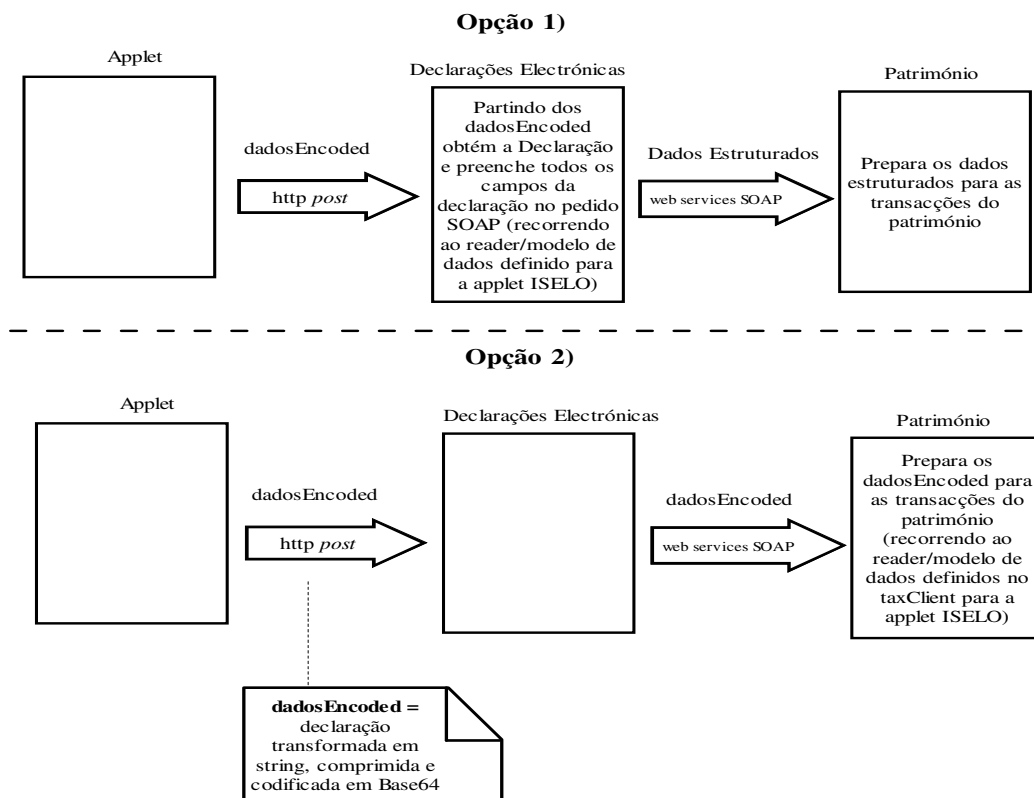 Opção 1)
Applet
Declarações Electrónicas
Património
dadosEncoded
http post
Partindo dos
dadosEncoded
obtém a Declaração
e preenche todos os
campos da
declaração no pedido
SOAP (recorrendo
ao reader/modelo de
dados definido para
a applet ISELO)
Dados Estruturados
web services SOAP
Prepara os dados
estruturados para as
transacções do
património
Opção 2)
Applet
Declarações Electrónicas
Património
dadosEncoded
http post
dadosEncoded
web services SOAP
Prepara os
dadosEncoded para
as transacções do
património
(recorrendo ao
reader/modelo de
dados definidos no
taxClient para a
applet ISELO)
dadosEncoded =
declaração
transformada em
string, comprimida e
codificada em Base64